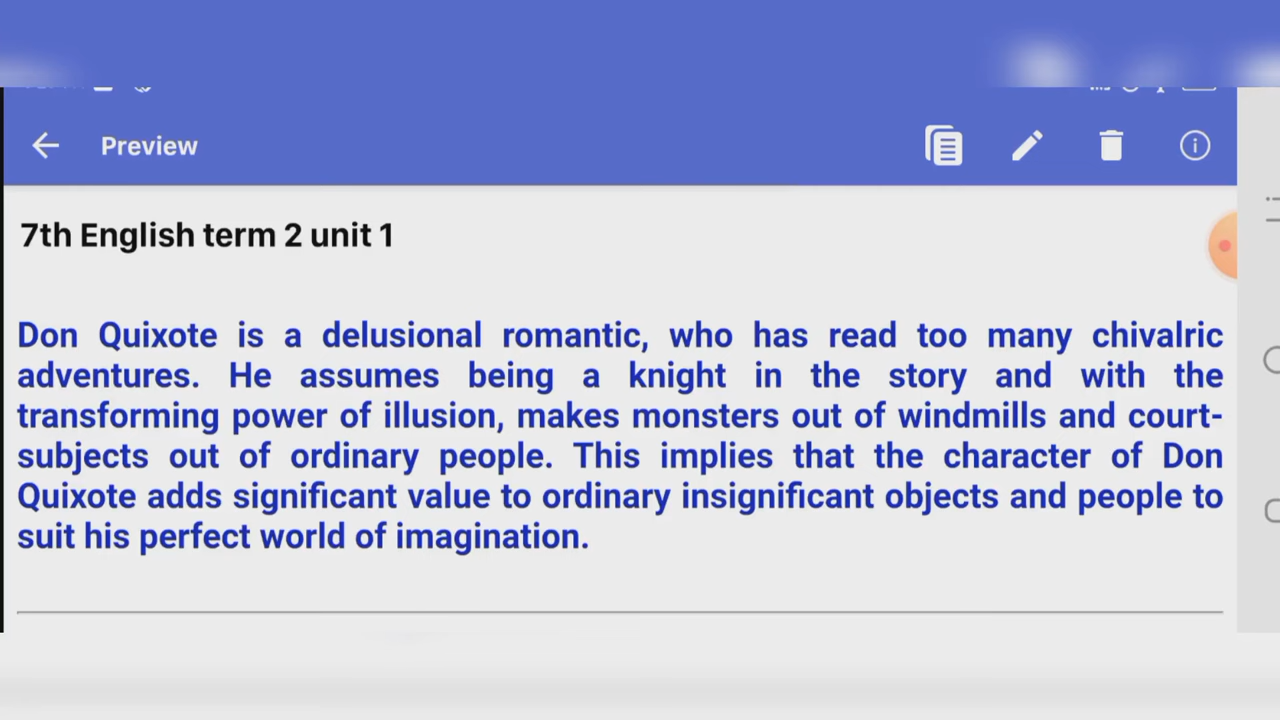 Preview
7th English term 2 unit 1
Don Quixote is a delusional romantic, who has read too many chivalric
adventures. He assumes being a knight in the story and with the
transforming power of illusion, makes monsters out of windmills and court-
subjects out of ordinary people. This implies that the character of Don
Quixote adds significant value to ordinary insignificant objects and people to
suit his perfect world of imagination.